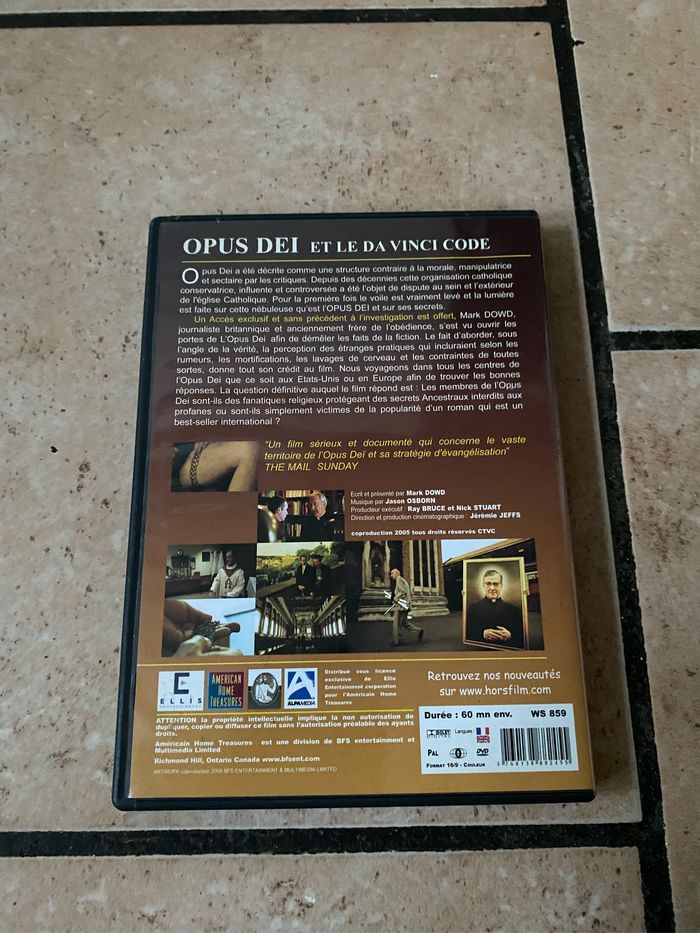 OPUS DEI ET LE DA VINCI CODE
Opus Dei a été décrite comme une structure contraire à la morale, manipulatrice
et sectaire par les critiques. Depuis des décennies cette organisation catholique
conservatrice, influente et controversée a été l'objet de dispute au sein et l'extérieur
de l'église Catholique. Pour la première fois le voile est vraiment levé et la lumière
est faite sur cette nébuleuse qu'est l'OPUS DEI et sur ses secrets.
Un Accès exclusif et sans précédent à l'investigation est offert, Mark DOWD,
journaliste britannique et anciennement frère de l'obédience, s'est vu ouvrir les
portes de L'Opus Dei afin de démêler les faits de la fiction. Le fait d'aborder, sous
l'angle de la vérité, la perception des étranges pratiques qui incluraient selon les
rumeurs, les mortifications, les lavages de cerveau et les contraintes de toutes
sortes, donne tout son crédit au film. Nous voyageons dans tous les centres de
l'Opus Dei que ce soit aux Etats-Unis ou en Europe afin de trouver les bonnes
réponses. La question définitive auquel le film répond est : Les membres de l'Opus
Dei sont-ils des fanatiques religieux protégeant des secrets Ancestraux interdits aux
profanes ou sont-ils simplement victimes de la popularité d'un roman qui est un
best-seller international ?
"Un film sérieux et documenté qui concerne le vaste
territoire de l'Opus Deï et sa stratégie d'évangélisation"
THE MAIL SUNDAY
Ecrit et présenté par Mark DOWD
Musique par Jason OSBORN
Producteur exécutif : Ray BRUCE et Nick STUART
Direction et production cinématographique : Jérémie JEFFS
coproduction 2005 tous droits réservés CTVC
E
ELLIS
ENTERTAINMENT
AMERICAN
HOME
TREASURES
ALPAMEDIA
Distribué sous licence
exclusive de Ellis
Entertainment corporation
pour l'Américain Home
Treasures
Retrouvez nos nouveautés
sur www.horsfilm.com
ATTENTION la propriété intellectuelle implique la non autorisation de
dupliquer, copier ou diffuser ce film sans l'autorisation préalable des ayants
droits.
Américain Home Treasures est une division de BFS entertainment et
Multimédia Limited
Richmond Hill, Ontario Canada www.bfsent.com
ARTWORK coproduction 2005 BFS ENTERTAINMENT & MULTIMEDIA LIMITED
Durée : 60 mn env. WS 859
DOLBY
DIGITAL
Langues
PAL
DVD
FORMAT 16/9 - COULEUR